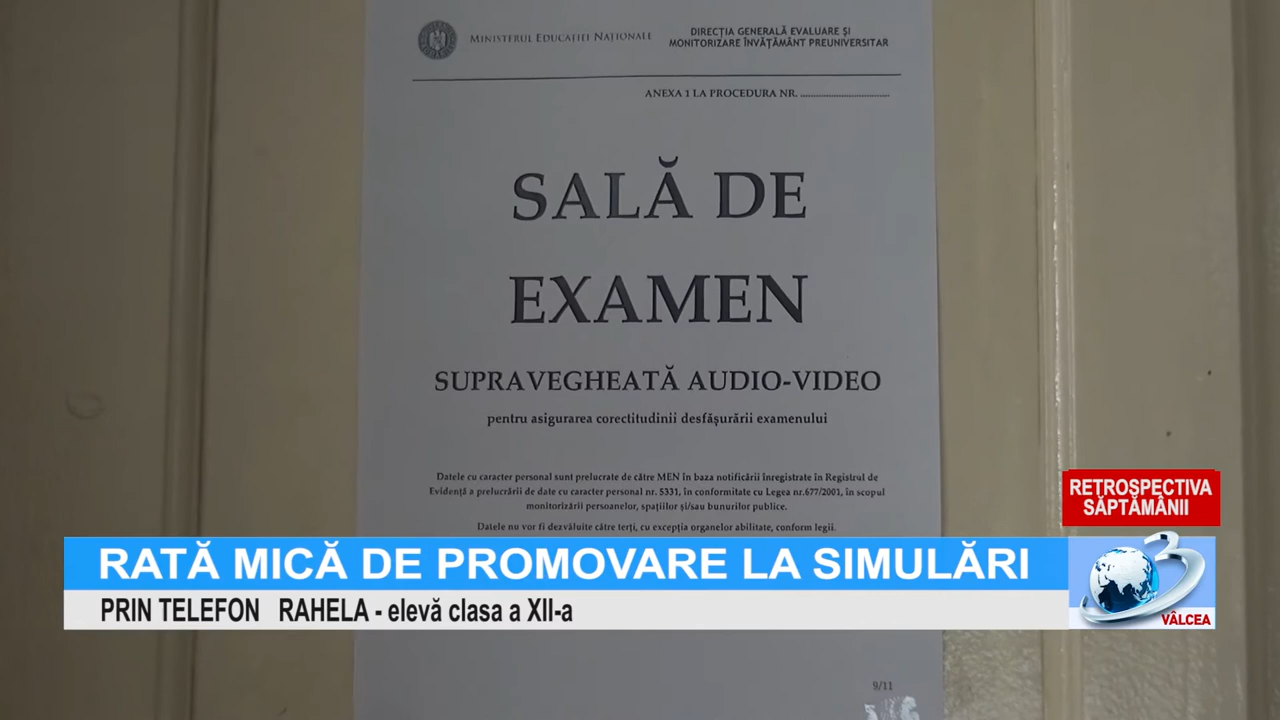 MINISTERUL EDUCAȚIEI NAȚIONALE
DIRECȚIA GENERALĂ EVALUARE ȘI
MONITORIZARE ÎNVĂȚĂMÂNT PREUNIVERSITAR
ANEXA 1 LA PROCEDURA NR. ..............................
SALĂ DE
EXAMEN
SUPRAVEGHEATĂ AUDIO-VIDEO
pentru asigurarea corectitudinii desfășurării examenului
Datele cu caracter personal sunt prelucrate de către MEN în baza notificării înregistrate în Registrul de
Evidență a prelucrării de date cu caracter personal nr. 5331, în conformitate cu Legea nr.677/2001, în scopul
monitorizării persoanelor, spațiilor și/sau bunurilor publice.
Datele nu vor fi dezvăluite către terți, cu excepția organelor abilitate, conform legii.
RETROSPECTIVA
SĂPTĂMÂNII
RATĂ MICĂ DE PROMOVARE LA SIMULĂRI
PRIN TELEFON RAHELA - elevă clasa a XII-a
3
VÂLCEA
9/11